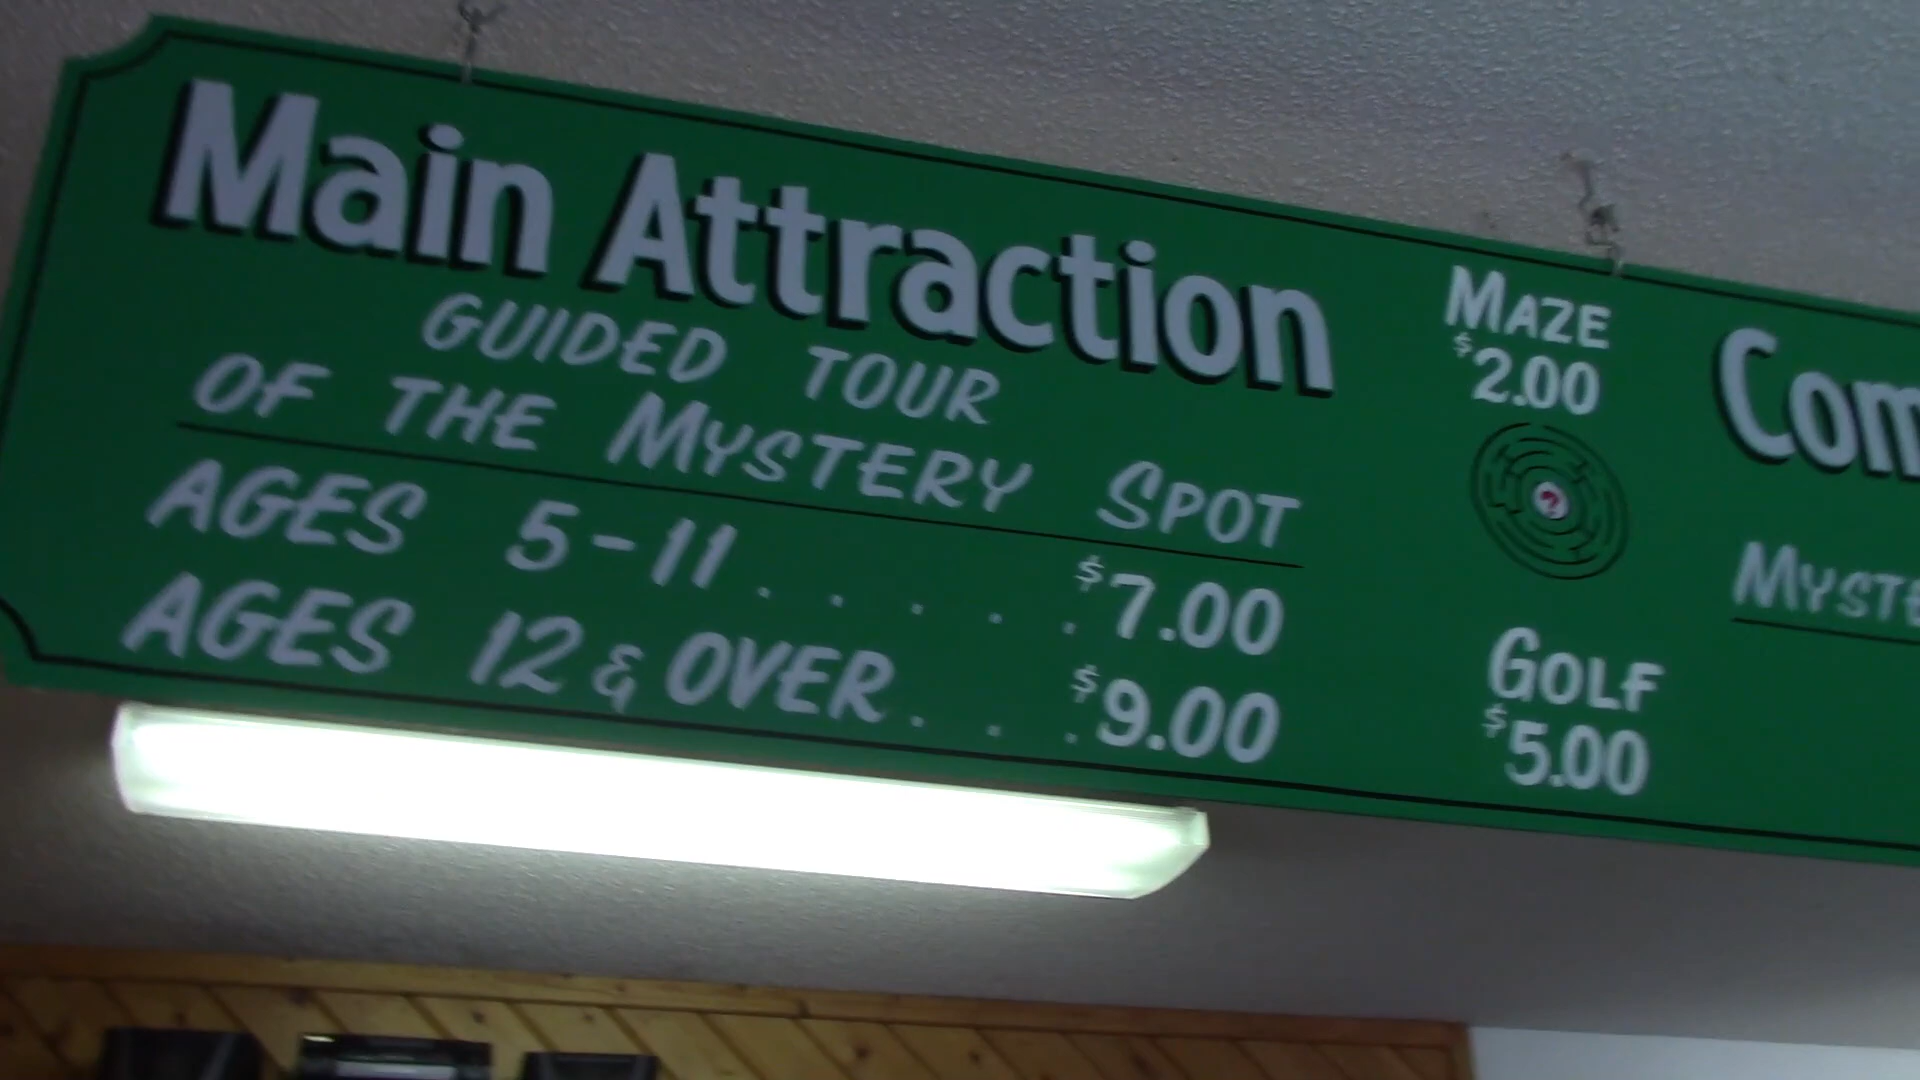 Main Attraction
GUIDED TOUR
OF THE MYSTERY SPOT
AGES 5-11......$7.00
AGES 12 & OVER...$9.00
MAZE
$2.00
?
GOLF
$5.00